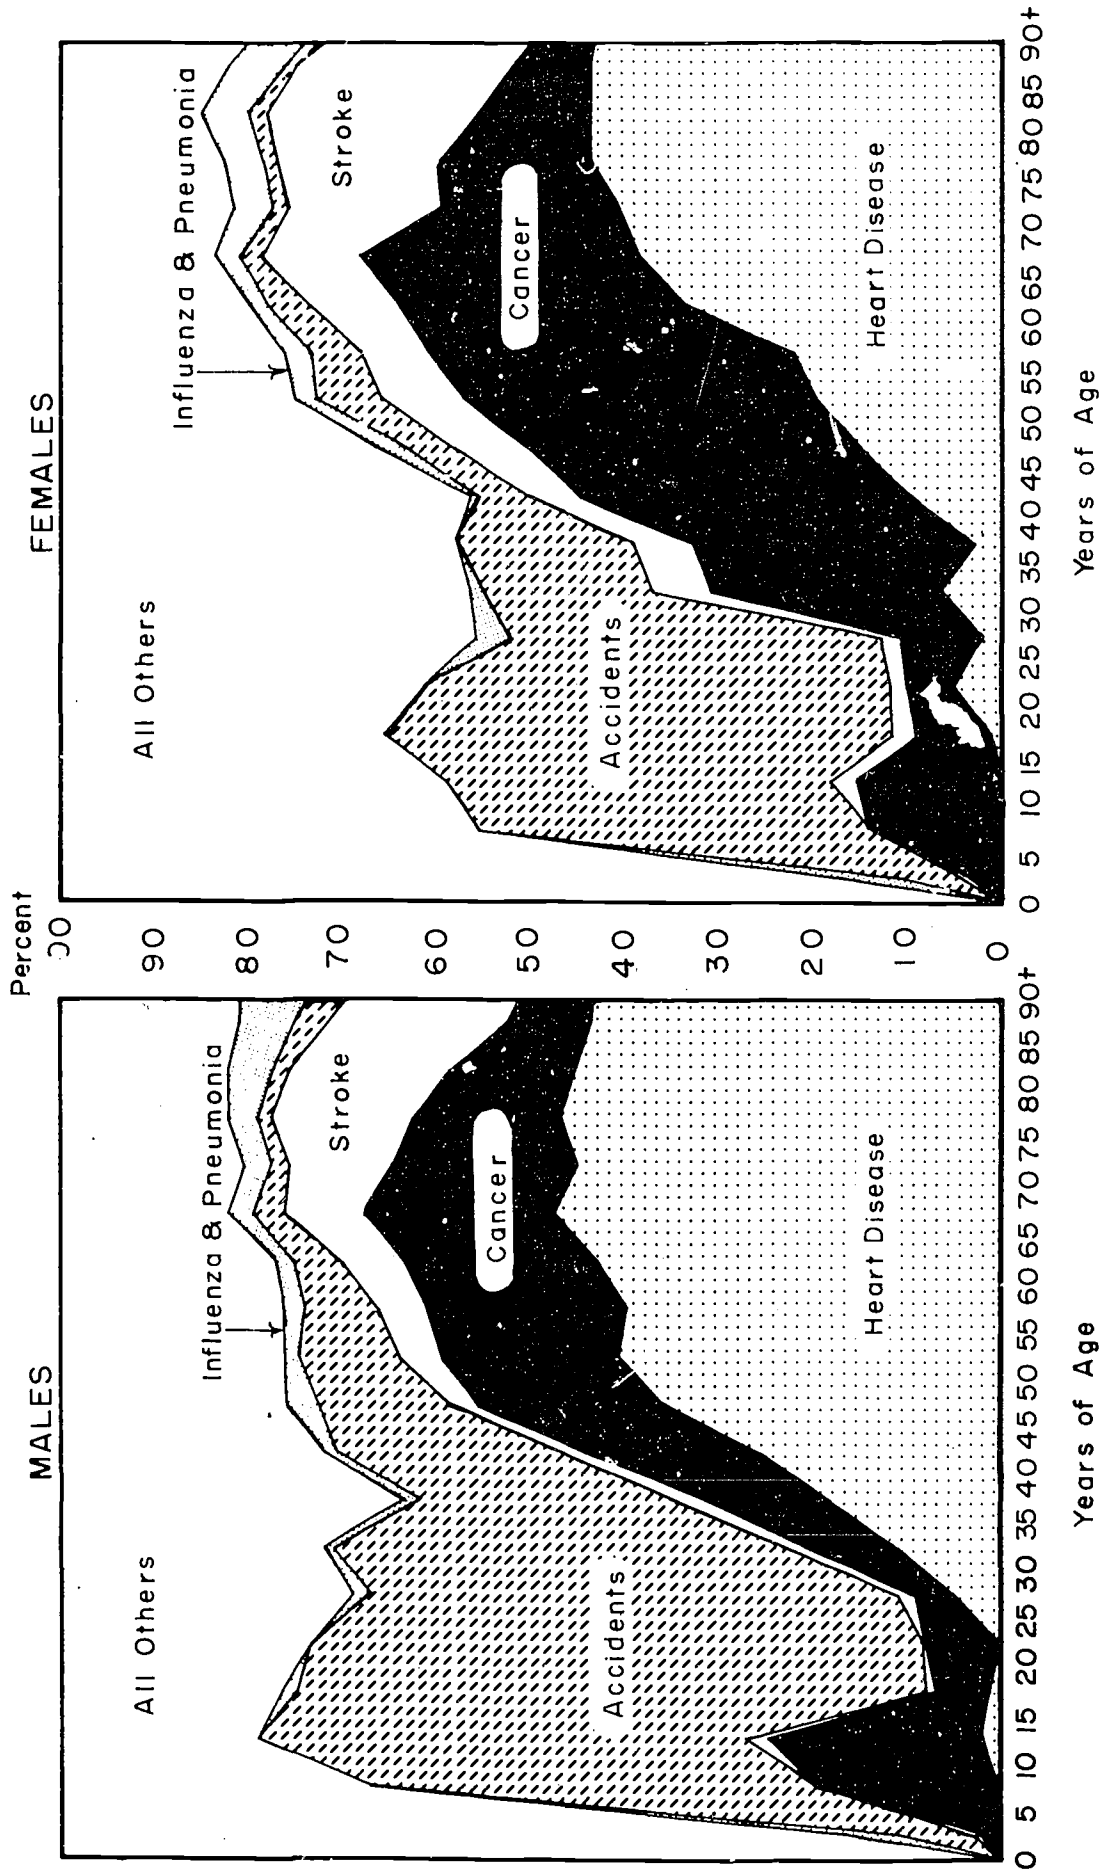 MALES
FEMALES
Percent
00
90
80
70
60
50
40
30
20
10
0
All Others
Influenza & Pneumonia
Stroke
Cancer
Accidents
Heart Disease
0 5 10 15 20 25 30 35 40 45 50 55 60 65 70 75 80 85 90+
Years of Age
All Others
Influenza & Pneumonia
Stroke
Cancer
Accidents
Heart Disease
0 5 10 15 20 25 30 35 40 45 50 55 60 65 70 75 80 85 90+
Years of Age